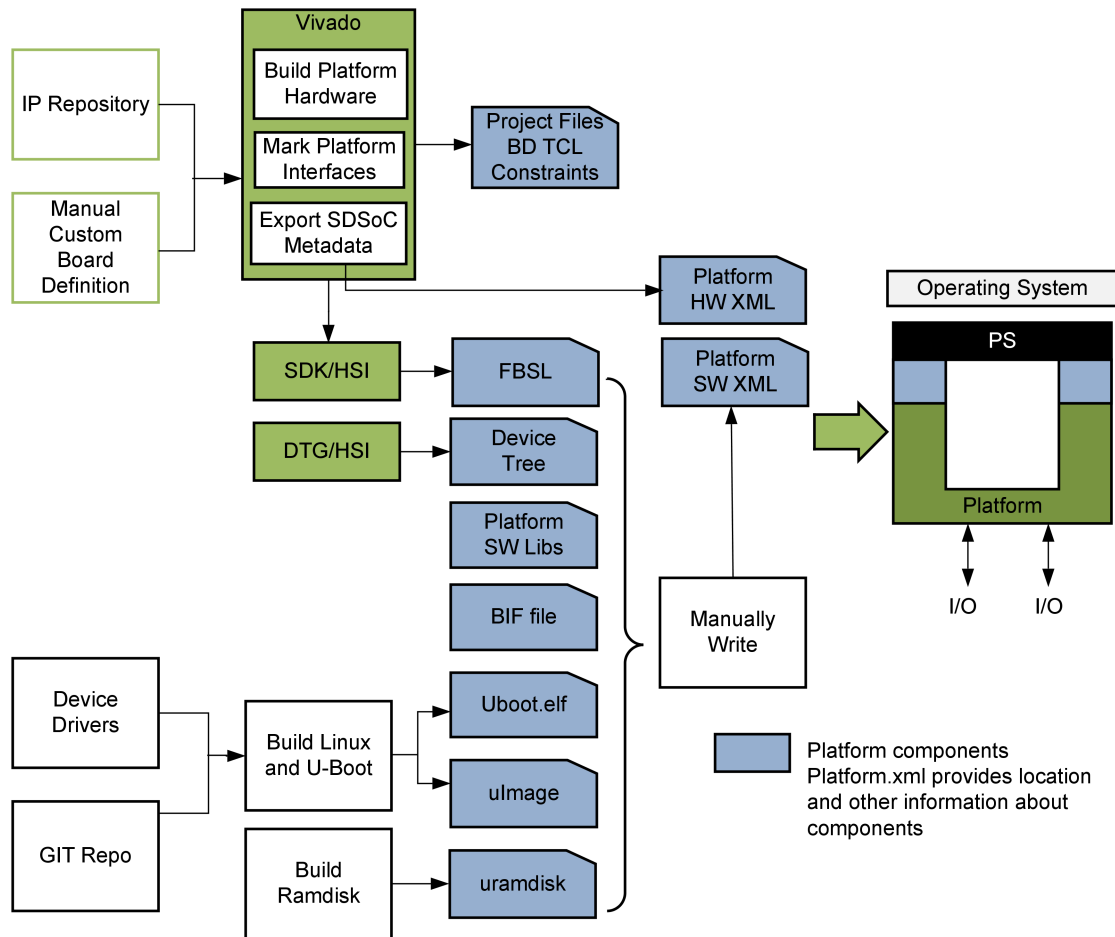 Vivado
Build Platform
Hardware
Mark Platform
Interfaces
Export SDSoC
Metadata
IP Repository
Manual
Custom
Board
Definition
Project Files
BD TCL
Constraints
Platform
HW XML
Platform
SW XML
Operating System
PS
Platform
I/O
I/O
SDK/HSI
FBSL
DTG/HSI
Device
Tree
Platform
SW Libs
BIF file
Manually
Write
Device
Drivers
GIT Repo
Build Linux
and U-Boot
Uboot.elf
uImage
Build
Ramdisk
uramdisk
Platform components
Platform.xml provides location
and other information about
components